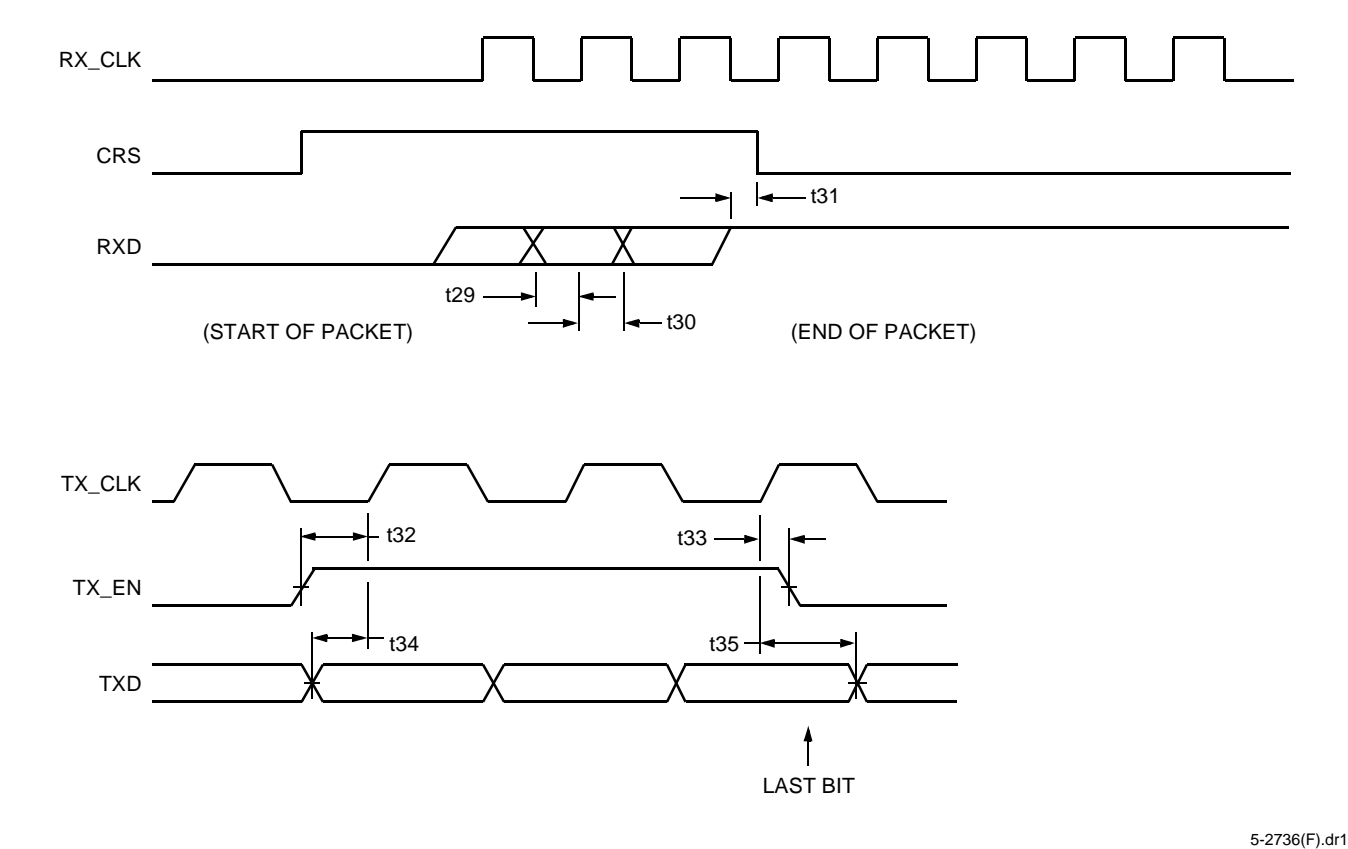 RX_CLK
CRS
t31
RXD
t29
t30
(START OF PACKET)
(END OF PACKET)
TX_CLK
t32
t33
TX_EN
t34
t35
TXD
LAST BIT
5-2736(F).dr1